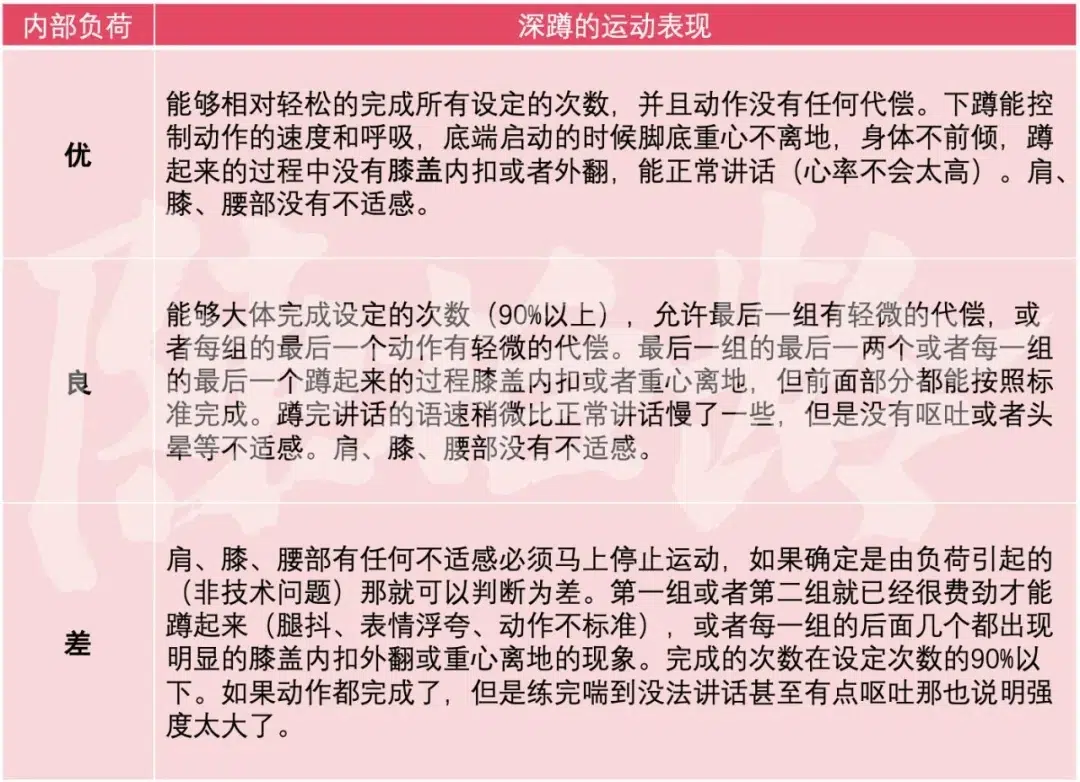 内部负荷
深蹲的运动表现
优
能够相对轻松的完成所有设定的次数，并且动作没有任何代偿。下蹲能控
制动作的速度和呼吸，底端启动的时候脚底重心不离地，身体不前倾，蹲
起来的过程中没有膝盖内扣或者外翻，能正常讲话（心率不会太高）。肩、
膝、腰部没有不适感。
良
能够大体完成设定的次数（90%以上），允许最后一组有轻微的代偿，或
者每组的最后一个动作有轻微的代偿。最后一组的最后一两个或者每一组
的最后一个蹲起来的过程膝盖内扣或者重心离地，但前面部分都能按照标
准完成。蹲完讲话的语速稍微比正常讲话慢了一些，但是没有呕吐或者头
晕等不适感。肩、膝、腰部没有不适感。
差
肩、膝、腰部有任何不适感必须马上停止运动，如果确定是由负荷引起的
（非技术问题）那就可以判断为差。第一组或者第二组就已经很费劲才能
蹲起来（腿抖、表情浮夸、动作不标准），或者每一组的后面几个都出现
明显的膝盖内扣外翻或重心离地的现象。完成的次数在设定次数的90%以
下。如果动作都完成了，但是练完喘到没法讲话甚至有点呕吐那也说明强
度太大了。